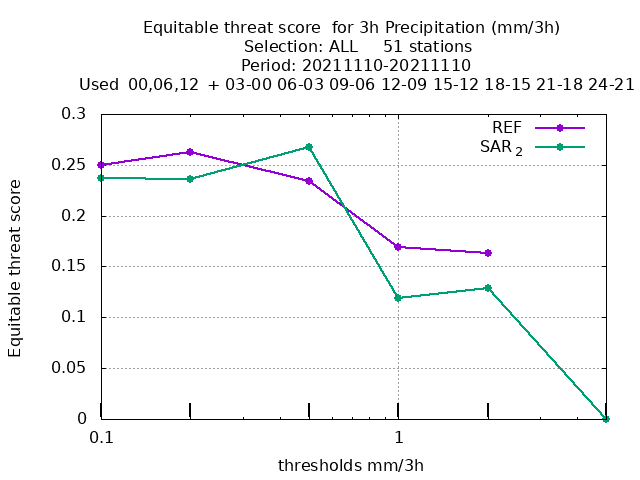 Equitable threat score  for 3h Precipitation (mm/3h)
Selection: ALL     51 stations
Period: 20211110-20211110
Used  00,06,12  + 03-00 06-03 09-06 12-09 15-12 18-15 21-18 24-21
0.3
REF
SAR 2
0.25
0.2
0.15
0.1
0.05
0
Equitable threat score
0.1
1
thresholds mm/3h